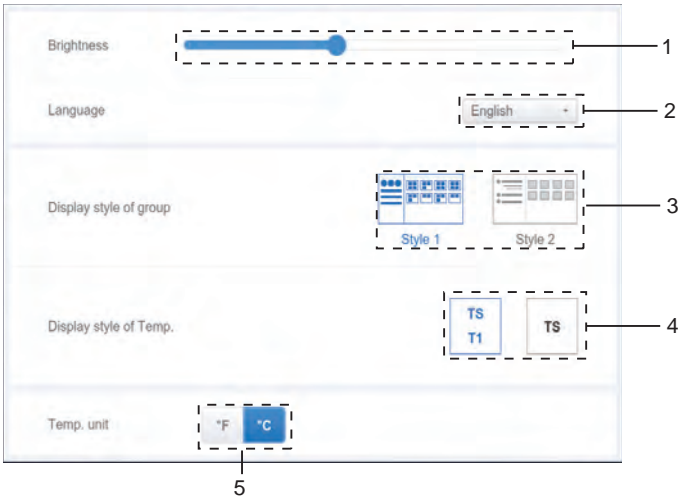 Brightness
1
Language
English
2
Display style of group
Style 1
Style 2
3
Display style of Temp.
TS
T1
TS
4
Temp. unit
°F
°C
5